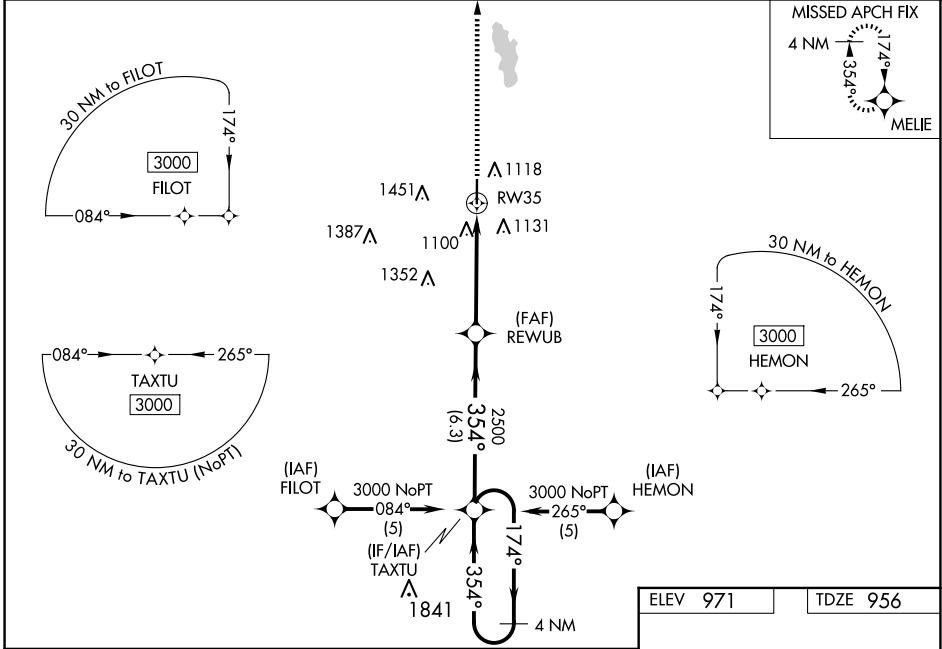 MISSED APCH FIX
4 NM
354°
174°
MELIE
30 NM to FILOT
174°
3000
FILOT
084°
1118
1451
RW35
1387
1100
1131
1352
30 NM to HEMON
174°
3000
HEMON
265°
(FAF)
REWUB
084°
265°
TAXTU
3000
30 NM to TAXTU (NoPT)
2500
354°
(6.3)
(IAF)
FILOT
3000 NoPT
084°
(5)
3000 NoPT
265°
(5)
(IAF)
HEMON
(IF/IAF)
TAXTU
174°
354°
1841
4 NM
ELEV 971
TDZE 956